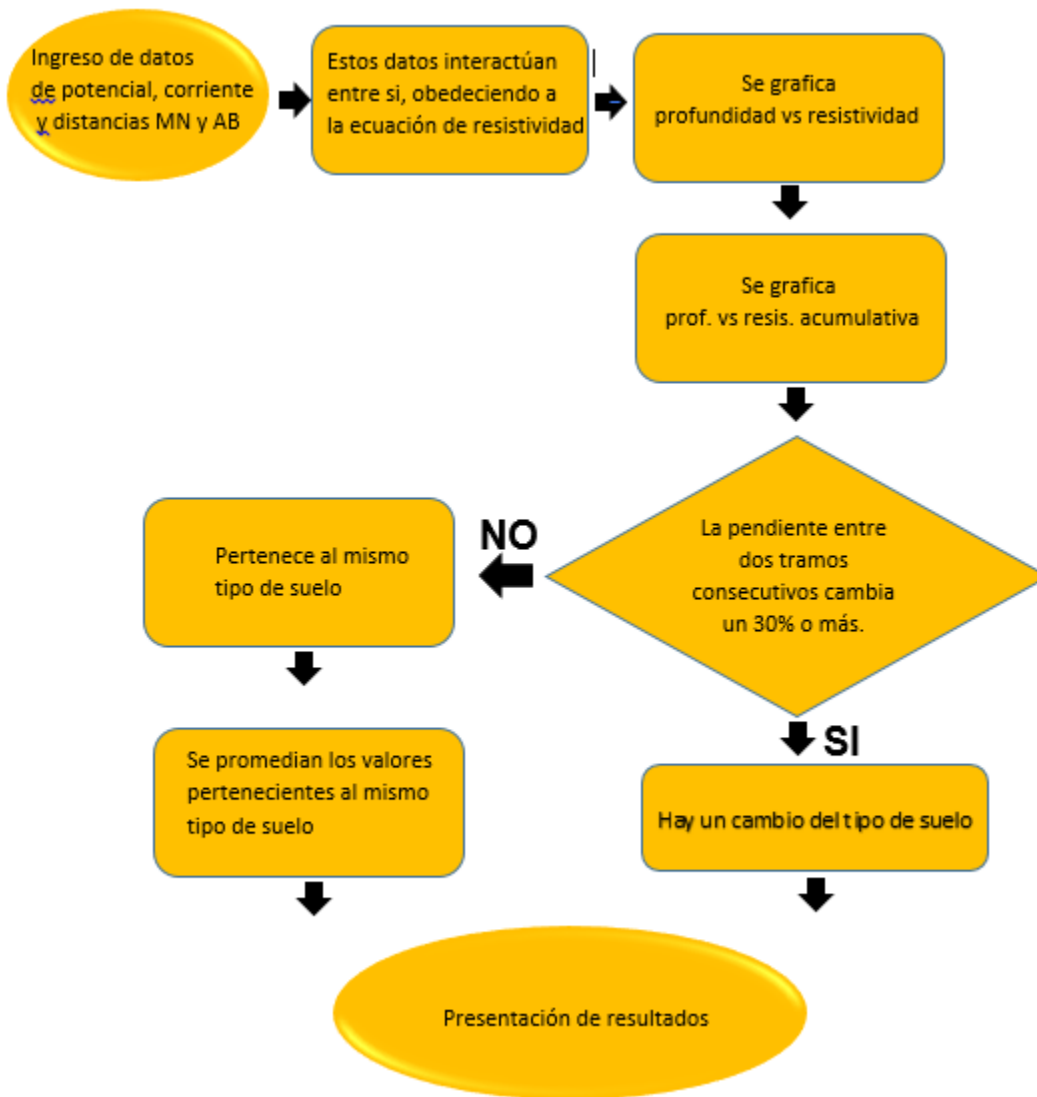 Ingreso de datos
de potencial, corriente
y distancias MN y AB
Estos datos interactúan
entre si, obedeciendo a
la ecuación de resistividad
Se grafica
profundidad vs resistividad
Se grafica
prof. vs resis. acumulativa
La pendiente entre
dos tramos
consecutivos cambia
un 30% o más.
NO
Pertenece al mismo
tipo de suelo
Se promedian los valores
pertenecientes al mismo
tipo de suelo
SI
Hay un cambio del tipo de suelo
Presentación de resultados